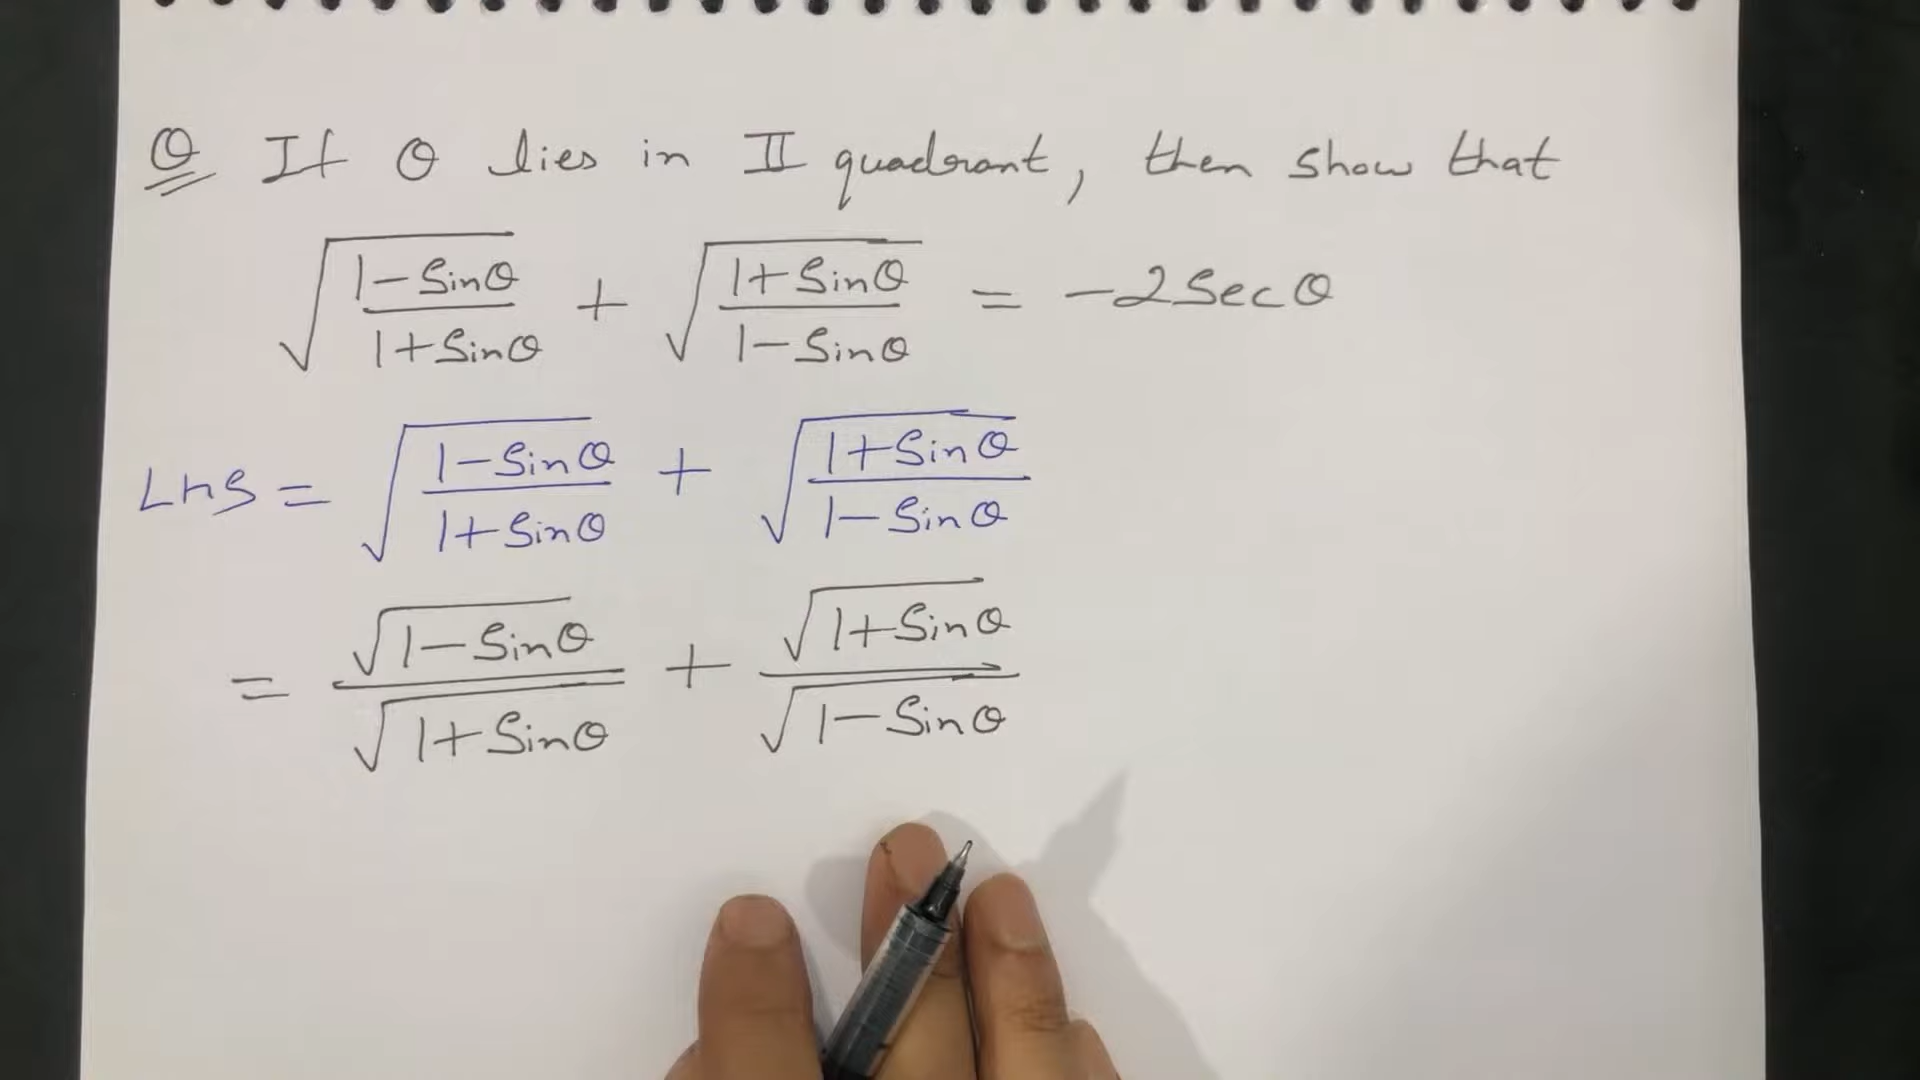 Q If θ lies in II quadrant, then show that
√((1-Sinθ)/(1+Sinθ)) + √((1+Sinθ)/(1-Sinθ)) = -2Secθ
LHS = √((1-Sinθ)/(1+Sinθ)) + √((1+Sinθ)/(1-Sinθ))
= √(1-Sinθ)/√(1+Sinθ) + √(1+Sinθ)/√(1-Sinθ)